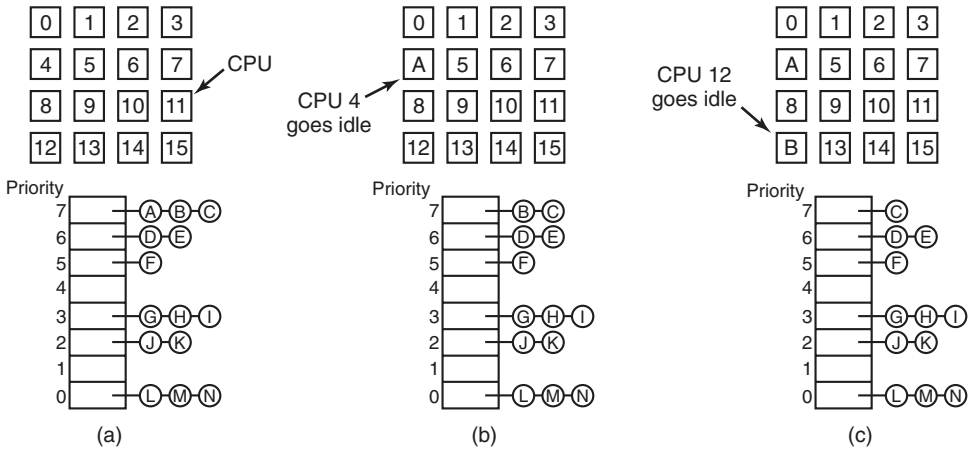 0 1 2 3
4 5 6 7
8 9 10 11
12 13 14 15
CPU
Priority
7 A B C
6 D E
5 F
4
3 G H I
2 J K
1
0 L M N
(a)
0 1 2 3
A 5 6 7
8 9 10 11
12 13 14 15
CPU 4
goes idle
Priority
7 B C
6 D E
5 F
4
3 G H I
2 J K
1
0 L M N
(b)
0 1 2 3
A 5 6 7
8 9 10 11
B 13 14 15
CPU 12
goes idle
Priority
7 C
6 D E
5 F
4
3 G H I
2 J K
1
0 L M N
(c)